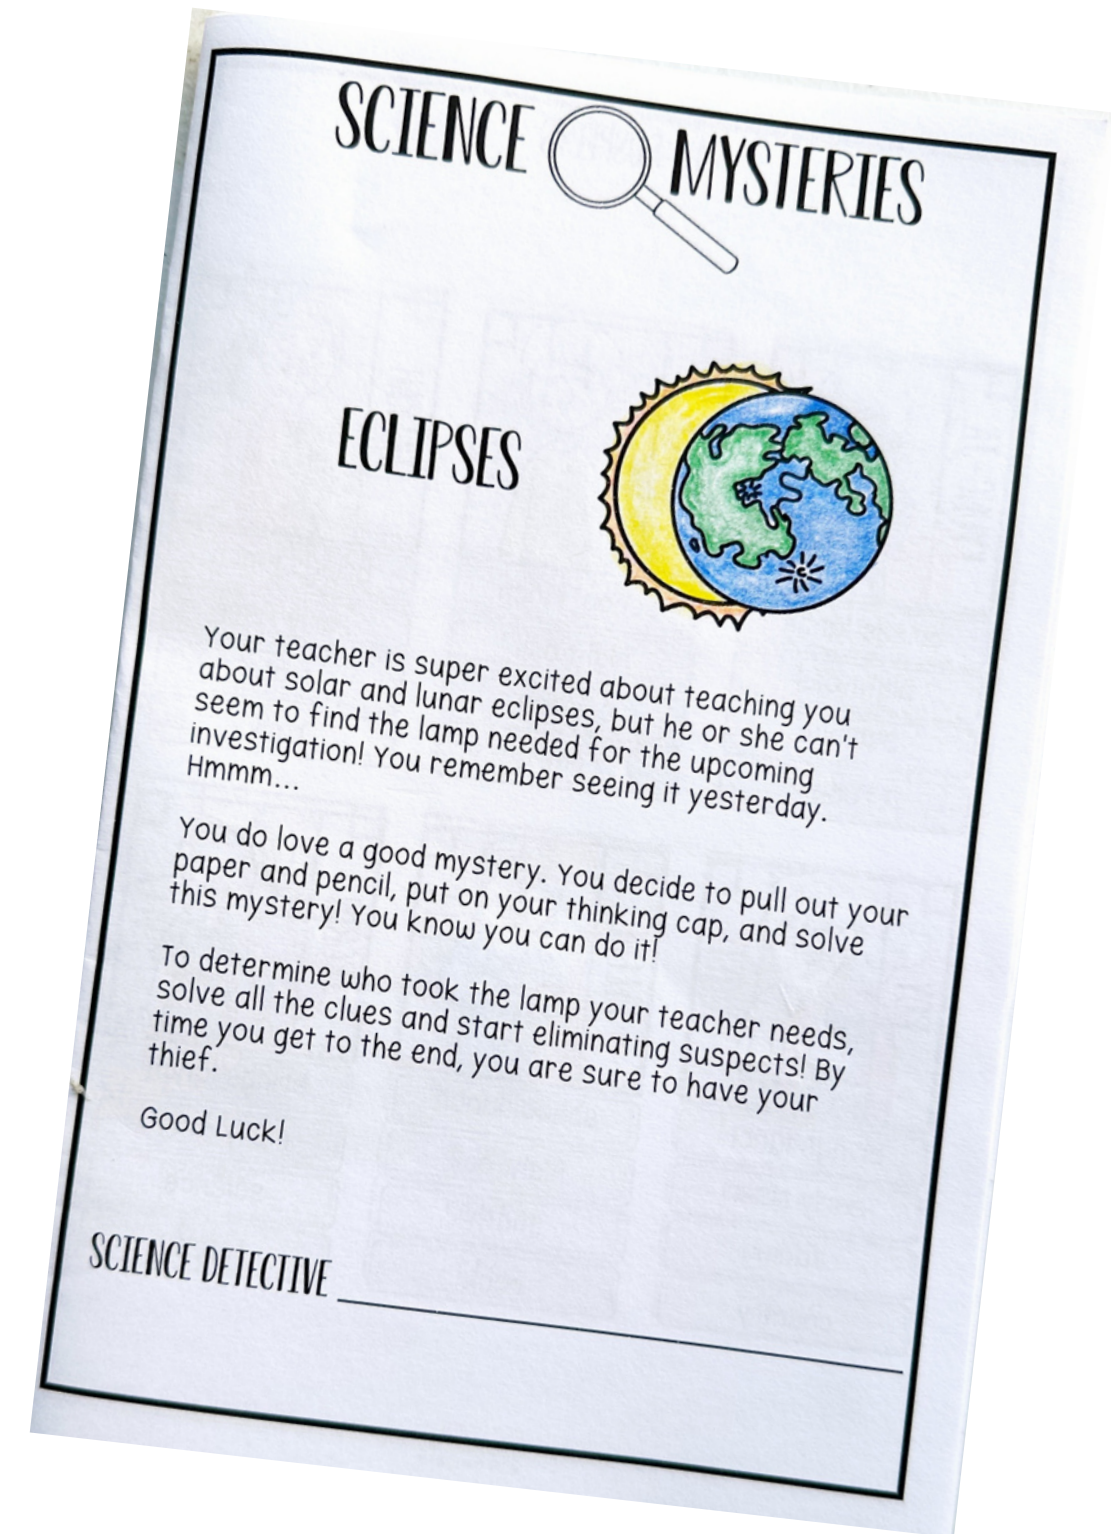 SCIENCE MYSTERIES
ECLIPSES
Your teacher is super excited about teaching you
about solar and lunar eclipses, but he or she can't
seem to find the lamp needed for the upcoming
investigation! You remember seeing it yesterday.
Hmmm...
You do love a good mystery. You decide to pull out your
paper and pencil, put on your thinking cap, and solve
this mystery! You know you can do it!
To determine who took the lamp your teacher needs,
solve all the clues and start eliminating suspects! By
time you get to the end, you are sure to have your
thief.
Good Luck!
SCIENCE DETECTIVE